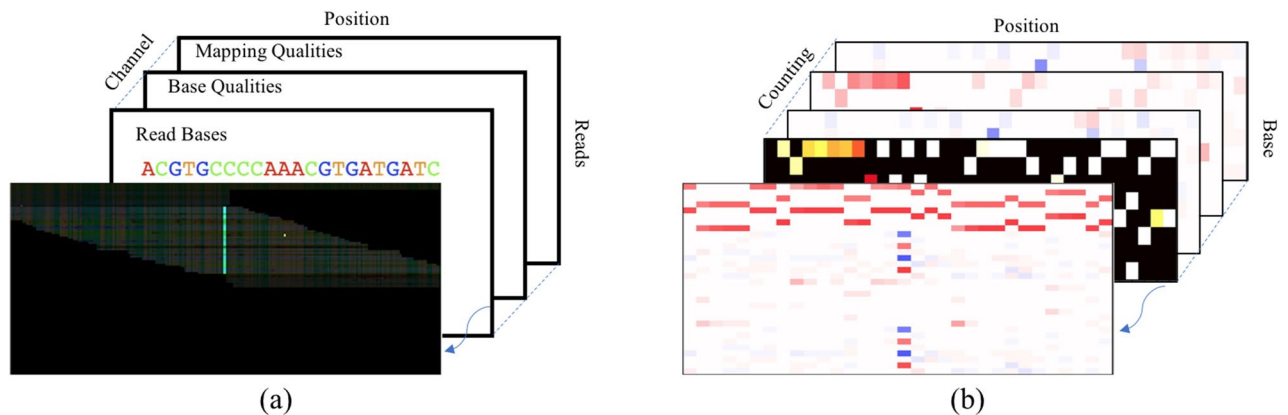 Position
Channel
Mapping Qualities
Base Qualities
Read Bases
ACGTGCCCCAAACGTGATGATC
Reads
(a)
Position
Counting
Base
(b)